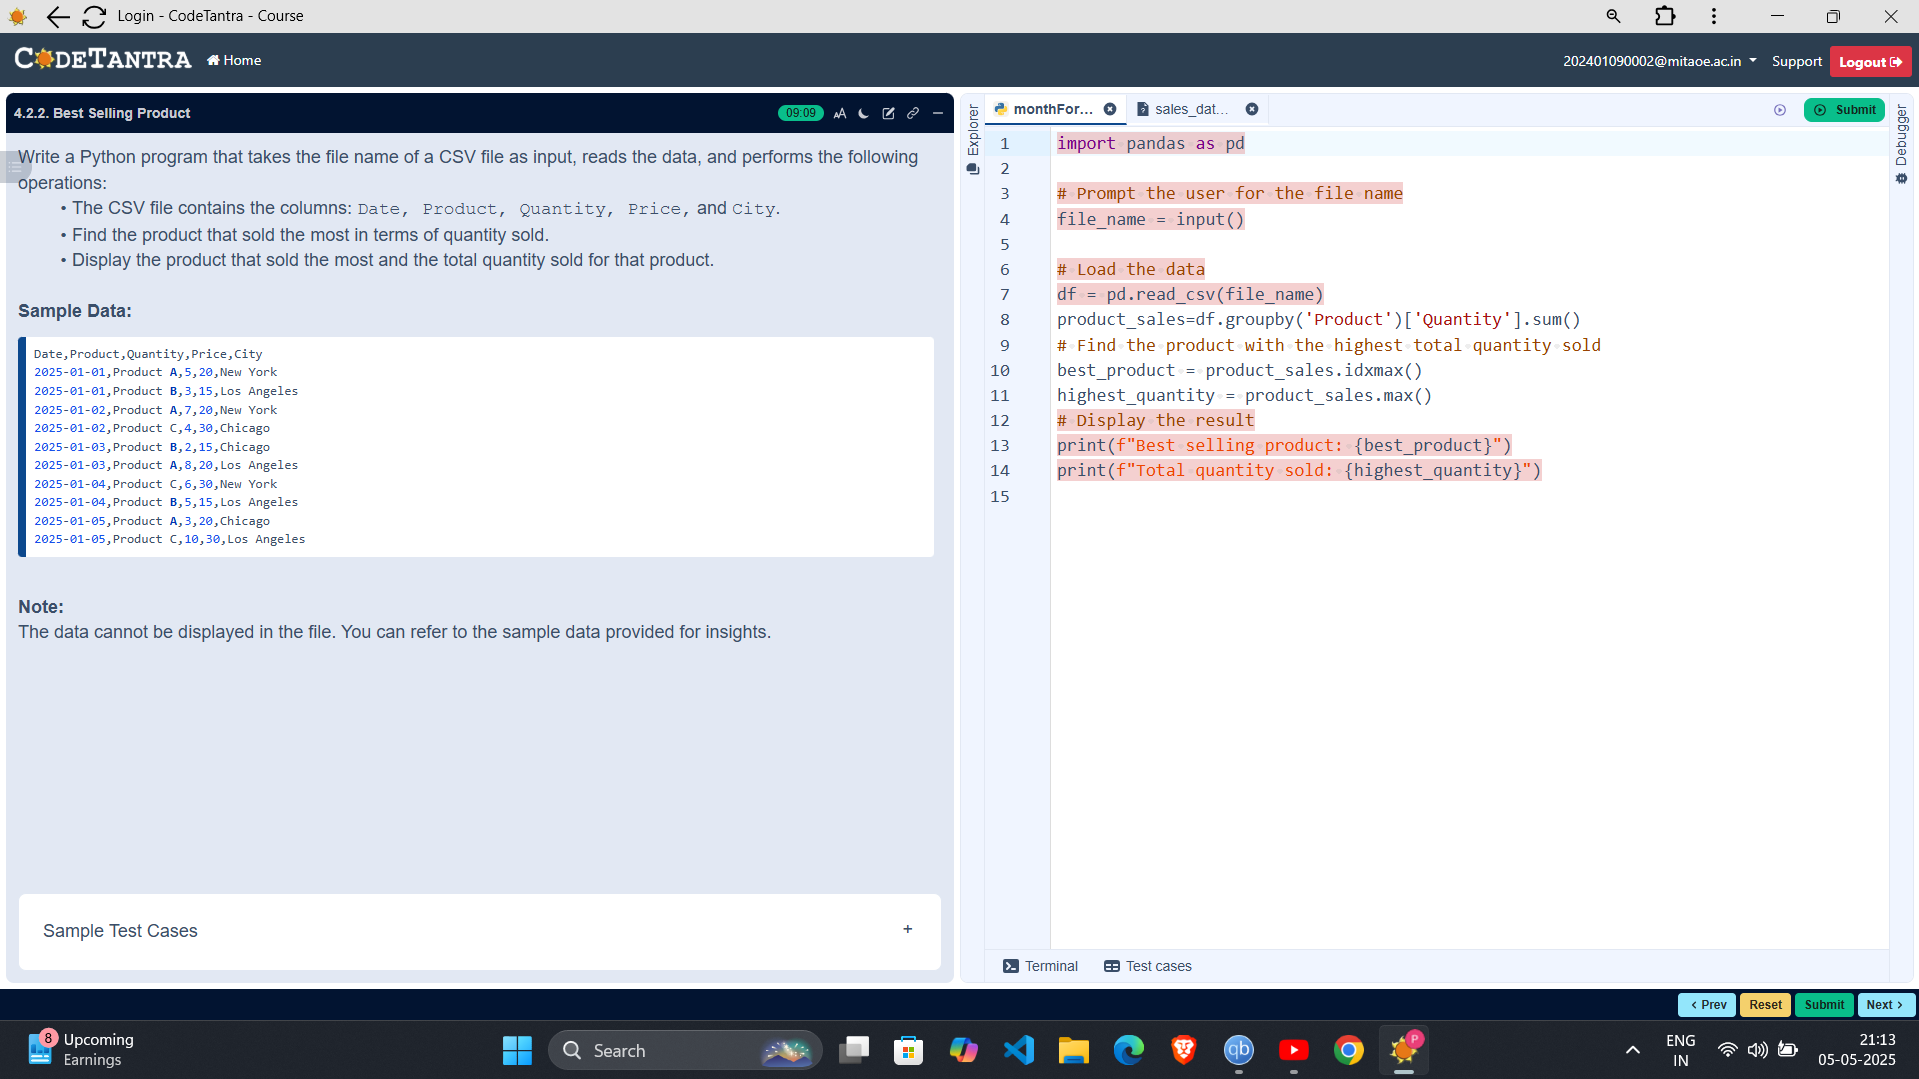 Login - CodeTantra - Course
CODETANTRA
Home
202401090002@mitaoe.ac.in
Support
Logout
4.2.2. Best Selling Product
09:09
AA
Write a Python program that takes the file name of a CSV file as input, reads the data, and performs the following
operations:
• The CSV file contains the columns: Date, Product, Quantity, Price, and City.
• Find the product that sold the most in terms of quantity sold.
• Display the product that sold the most and the total quantity sold for that product.
Sample Data:
Date,Product,Quantity,Price,City
2025-01-01,Product A,5,20,New York
2025-01-01,Product B,3,15,Los Angeles
2025-01-02,Product A,7,20,New York
2025-01-02,Product C,4,30,Chicago
2025-01-03,Product B,2,15,Chicago
2025-01-03,Product A,8,20,Los Angeles
2025-01-04,Product C,6,30,New York
2025-01-04,Product B,5,15,Los Angeles
2025-01-05,Product A,3,20,Chicago
2025-01-05,Product C,10,30,Los Angeles
Note:
The data cannot be displayed in the file. You can refer to the sample data provided for insights.
Sample Test Cases
+
Explorer
monthFor...
sales_dat...
Submit
Debugger
1 import pandas as pd
2
3 # Prompt the user for the file name
4 file_name = input()
5
6 # Load the data
7 df = pd.read_csv(file_name)
8 product_sales=df.groupby('Product')['Quantity'].sum()
9 # Find the product with the highest total quantity sold
10 best_product = product_sales.idxmax()
11 highest_quantity = product_sales.max()
12 # Display the result
13 print(f"Best selling product: {best_product}")
14 print(f"Total quantity sold: {highest_quantity}")
15
Terminal
Test cases
< Prev
Reset
Submit
Next >
8
Upcoming
Earnings
Search
qb
P
ENG
IN
21:13
05-05-2025